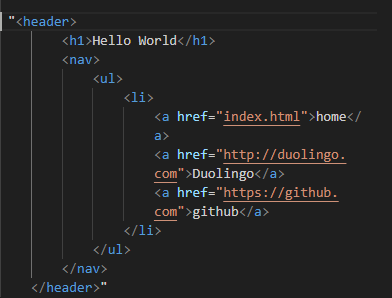 "<header>
<h1>Hello World</h1>
<nav>
<ul>
<li>
<a href="index.html">home</
a>
<a href="http://duolingo.
com">Duolingo</a>
<a href="https://github.
com">github</a>
</li>
</ul>
</nav>
</header>"